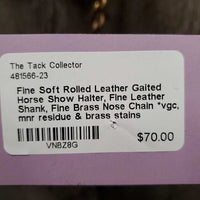 The Tack Collector
481566-23
Fine Soft Rolled Leather Gaited
Horse Show Halter, Fine Leather
Shank, Fine Brass Nose Chain *vgc,
mnr residue & brass stains
$70.00
VNBZ8G